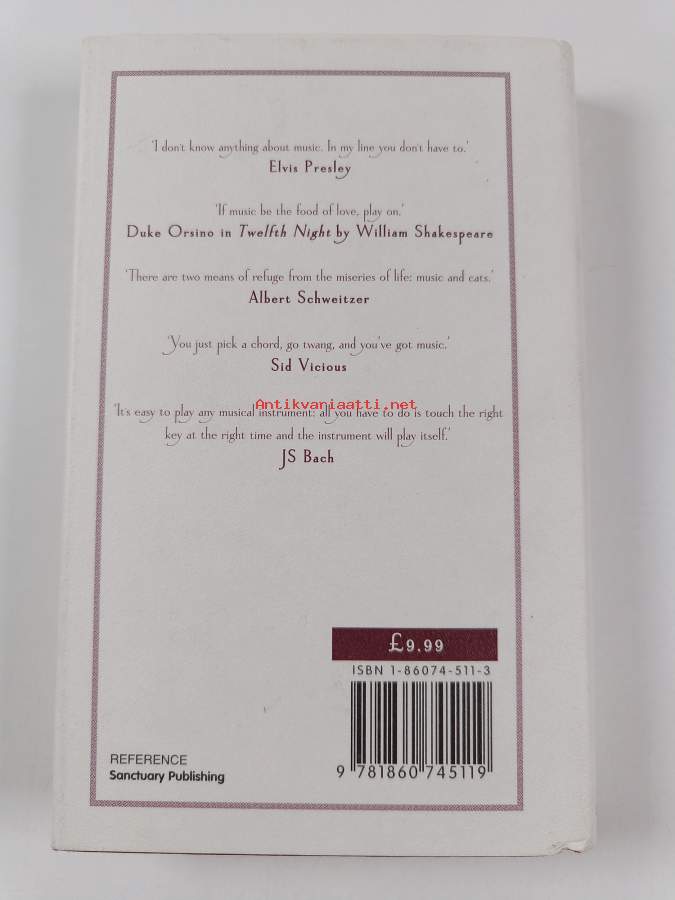 'I don't know anything about music. In my line you don't have to.'
Elvis Presley
'If music be the food of love, play on.'
Duke Orsino in Twelfth Night by William Shakespeare
'There are two means of refuge from the miseries of life: music and cats.'
Albert Schweitzer
'You just pick a chord, go twang, and you've got music.'
Sid Vicious
Antikvariaatti.net
'It's easy to play any musical instrument: all you have to do is touch the right
key at the right time and the instrument will play itself.'
JS Bach
£9.99
ISBN 1-86074-511-3
9 781860 745119
REFERENCE
Sanctuary Publishing